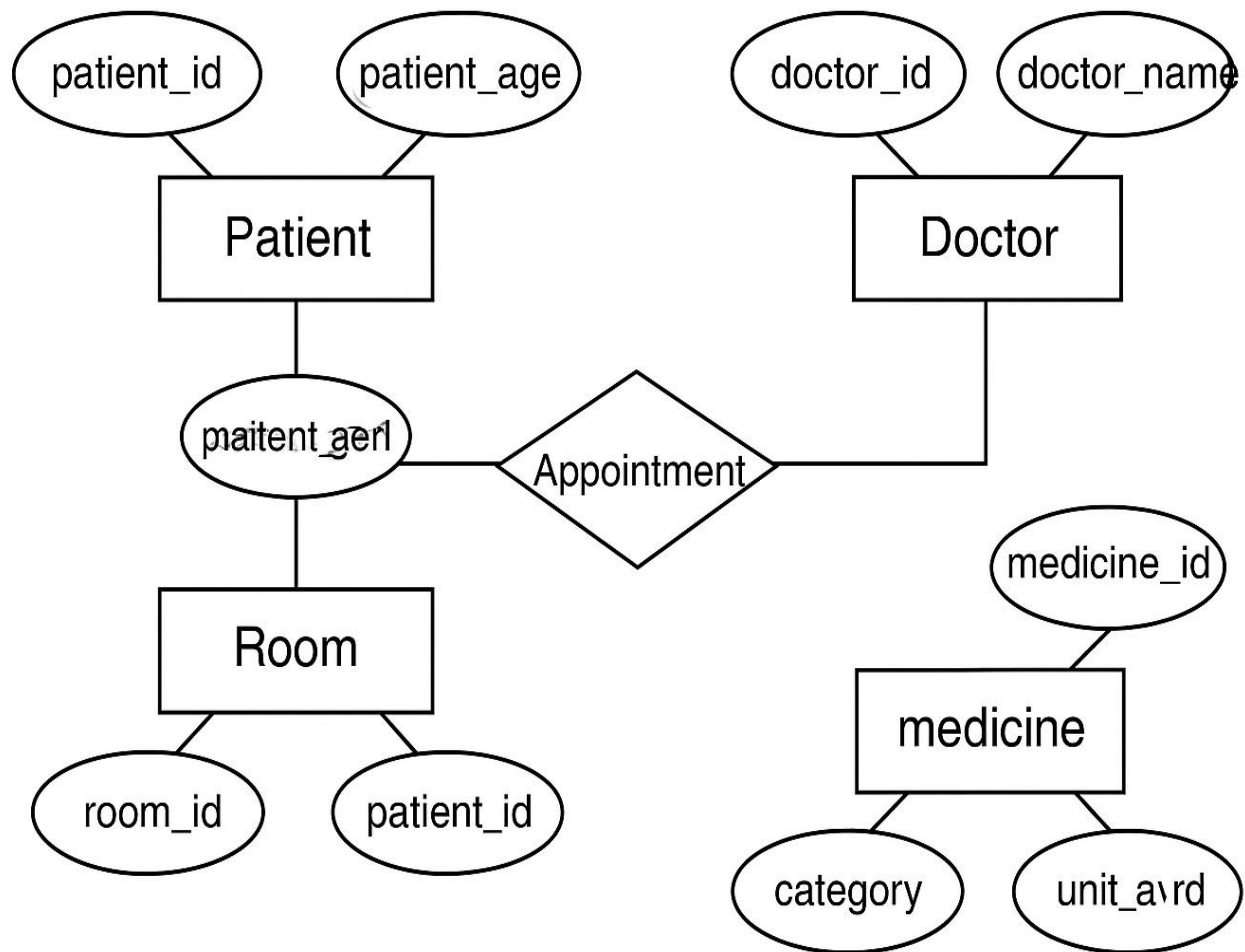 patient_id
patient_age
doctor_id
doctor_name
Patient
Doctor
Appointment
medicine_id
Room
medicine
room_id
patient_id
category